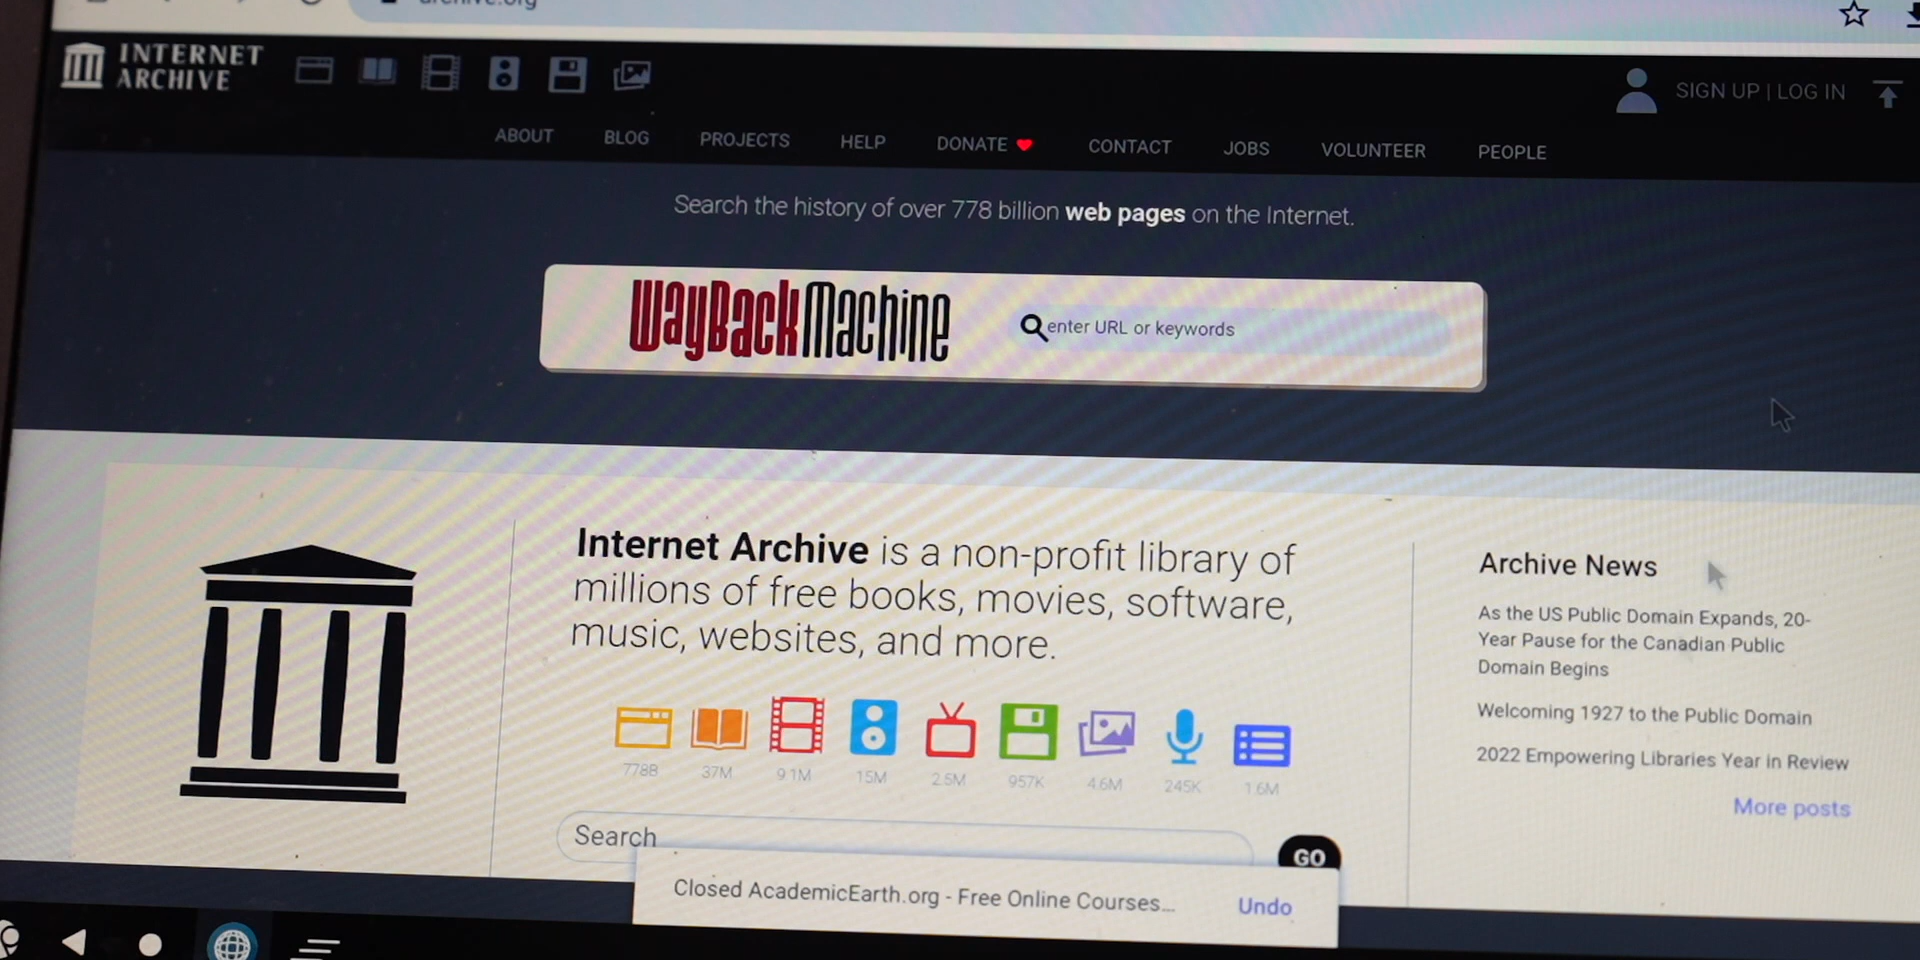 archive.org
INTERNET
ARCHIVE
SIGN UP | LOG IN
ABOUT BLOG PROJECTS HELP DONATE CONTACT JOBS VOLUNTEER PEOPLE
Search the history of over 778 billion web pages on the Internet.
WayBackMachine
enter URL or keywords
Internet Archive is a non-profit library of
millions of free books, movies, software,
music, websites, and more.
778B 37M 9.1M 15M 2.5M 957K 4.6M 245K 1.6M
Search
GO
Archive News
As the US Public Domain Expands, 20-
Year Pause for the Canadian Public
Domain Begins
Welcoming 1927 to the Public Domain
2022 Empowering Libraries Year in Review
More posts
Closed AcademicEarth.org - Free Online Courses... Undo